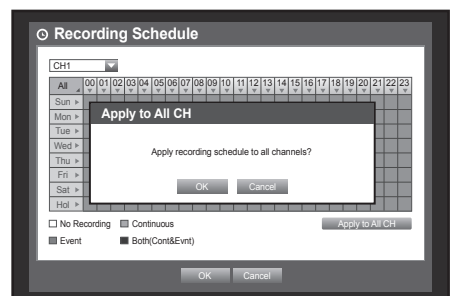 Recording Schedule
CH1
All 00 01 02 03 04 05 06 07 08 09 10 11 12 13 14 15 16 17 18 19 20 21 22 23
Sun
Mon
Tue
Wed
Thu
Fri
Sat
Hol
Apply to All CH
Apply recording schedule to all channels?
OK Cancel
No Recording Continuous Apply to All CH
Event Both(Cont&Evnt)
OK Cancel